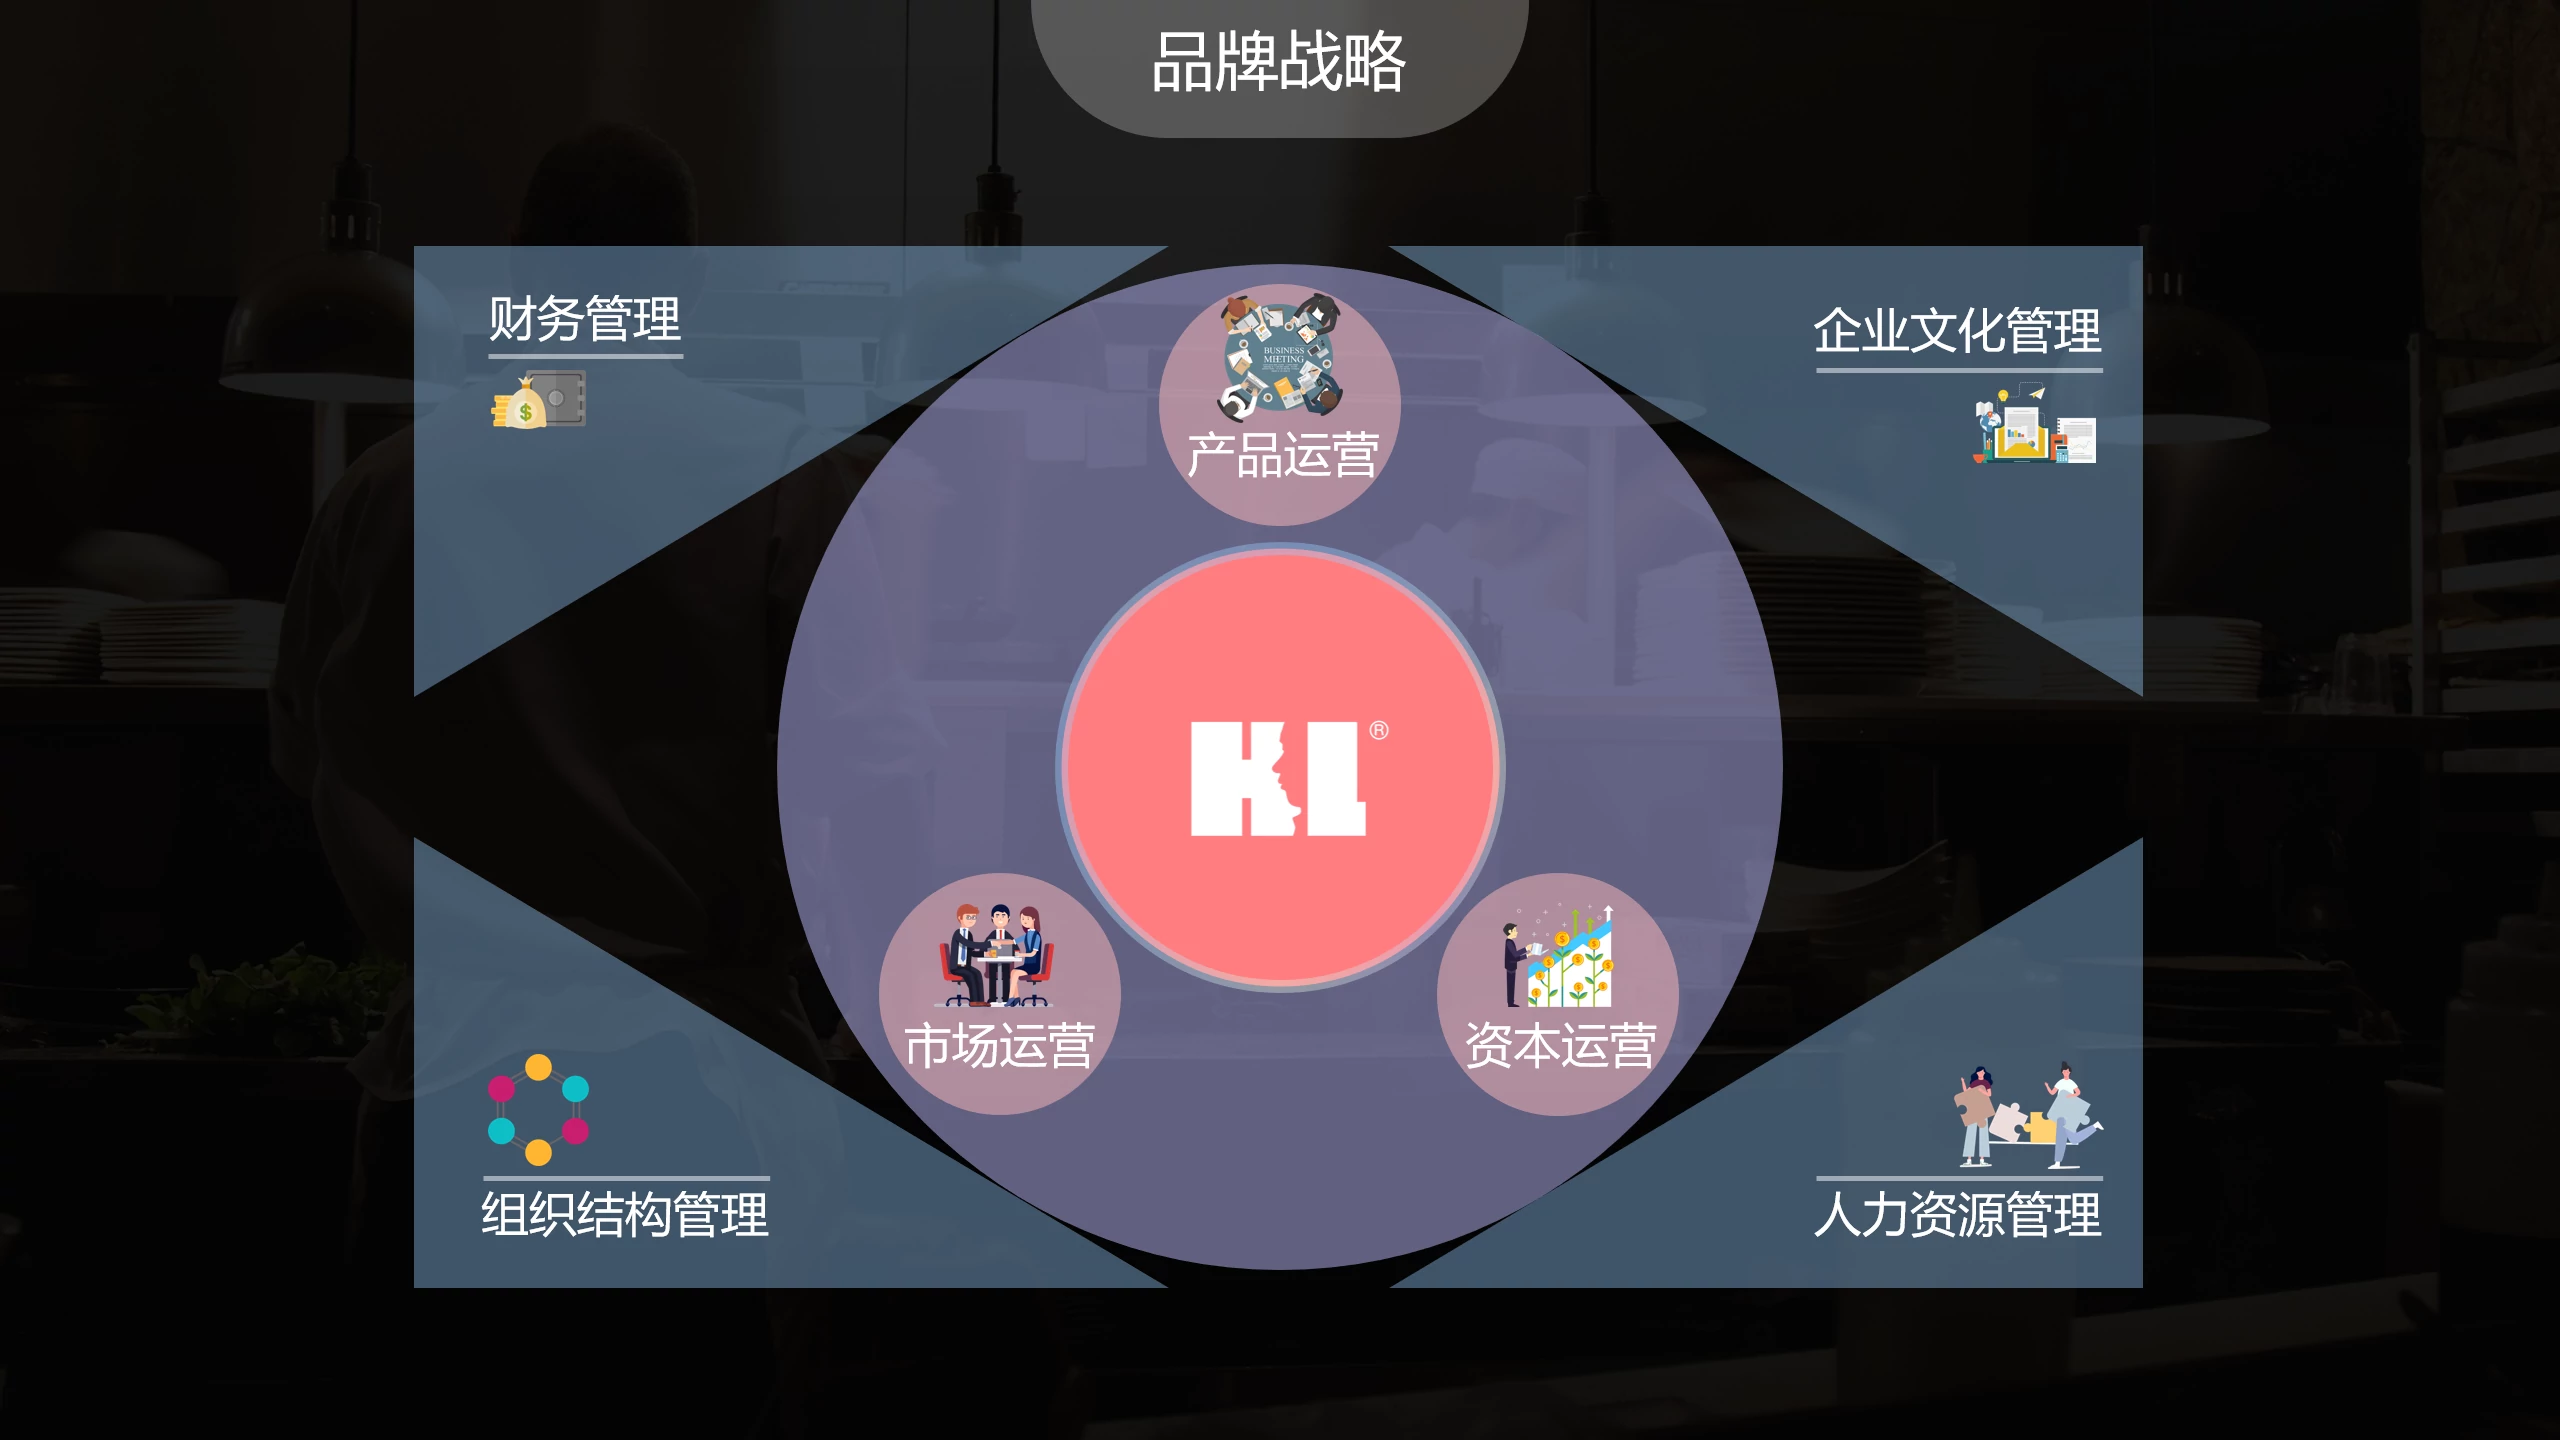 品牌战略
财务管理
企业文化管理
BUSINESS
MEETING
产品运营
KL®
市场运营
资本运营
组织结构管理
人力资源管理